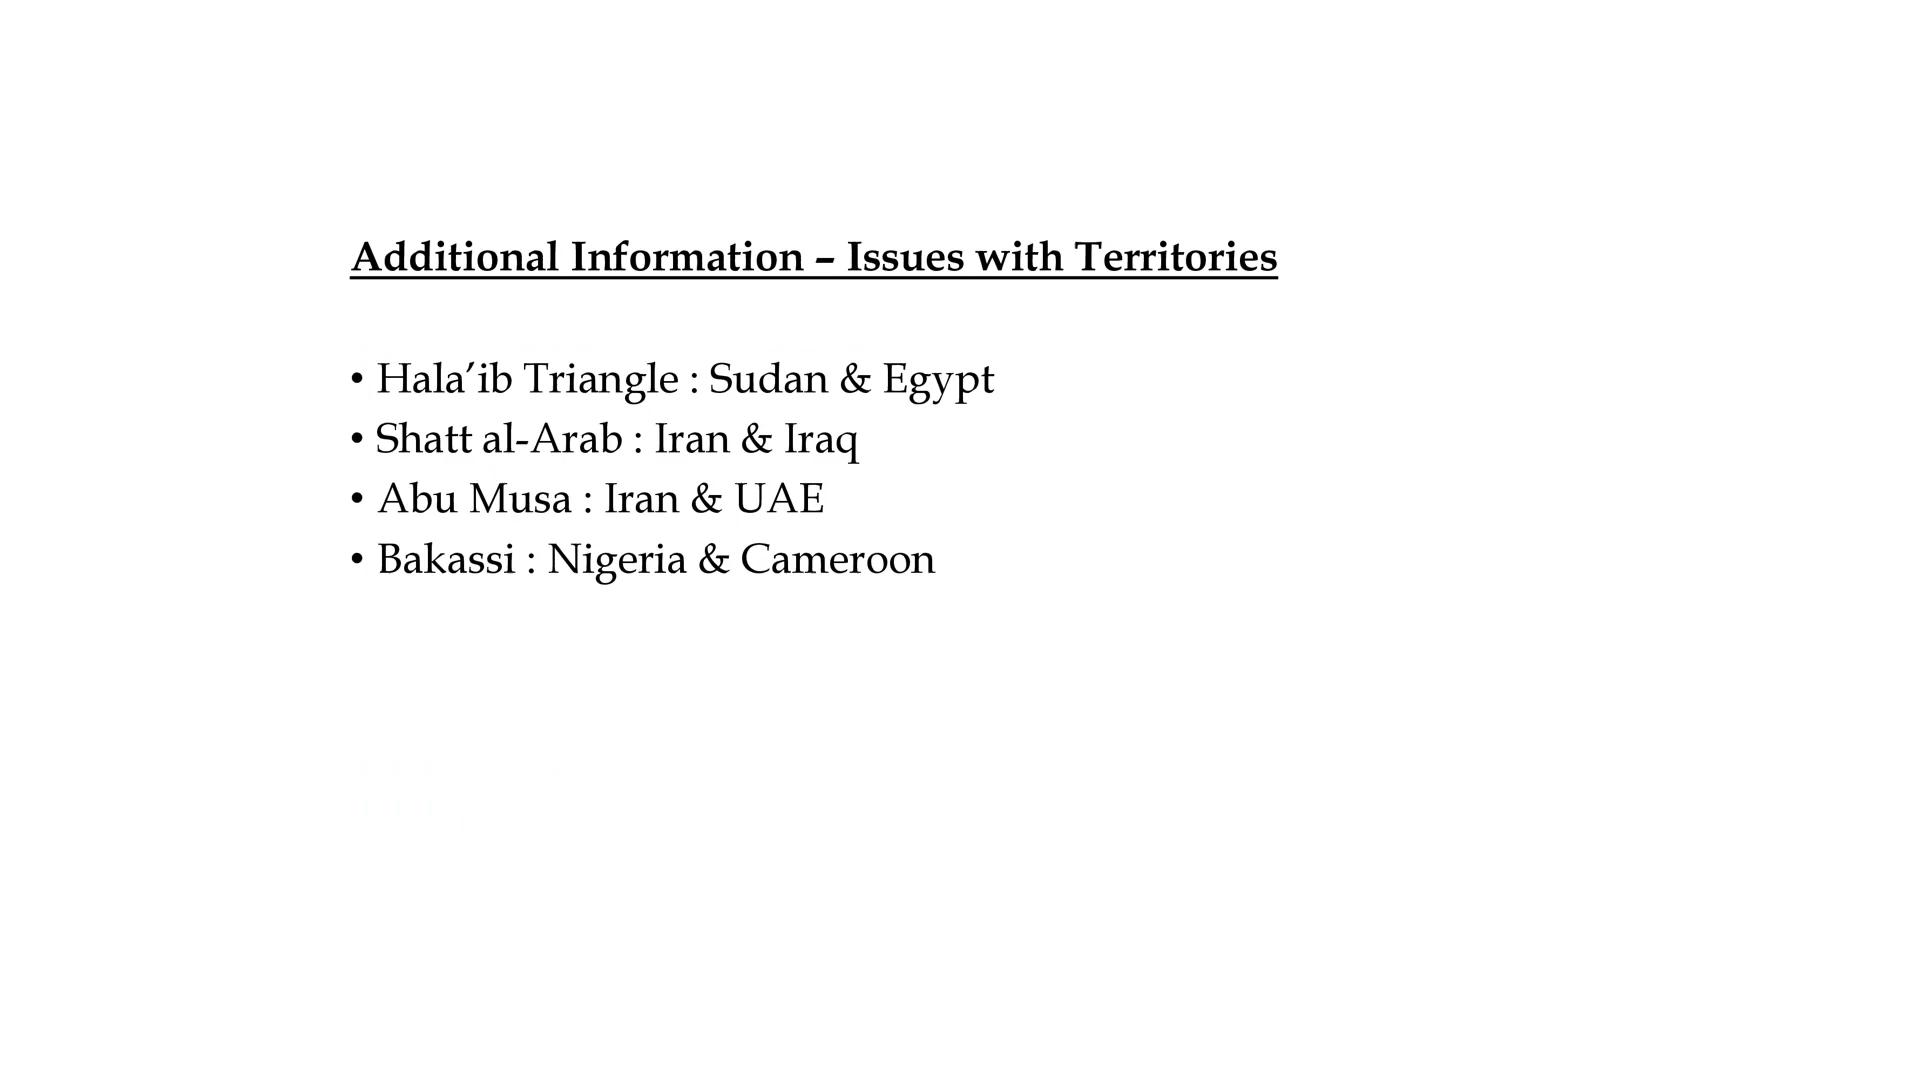 Additional Information – Issues with Territories
• Hala’ib Triangle : Sudan & Egypt
• Shatt al-Arab : Iran & Iraq
• Abu Musa : Iran & UAE
• Bakassi : Nigeria & Cameroon